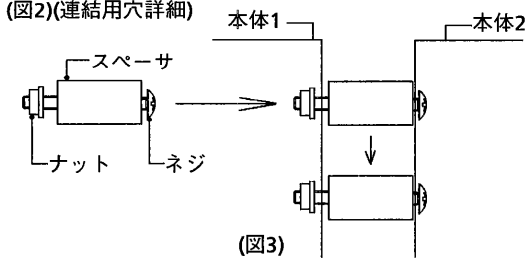 (図2)(連結用穴詳細)
本体1
本体2
スペーサ
ナット
ネジ
(図3)